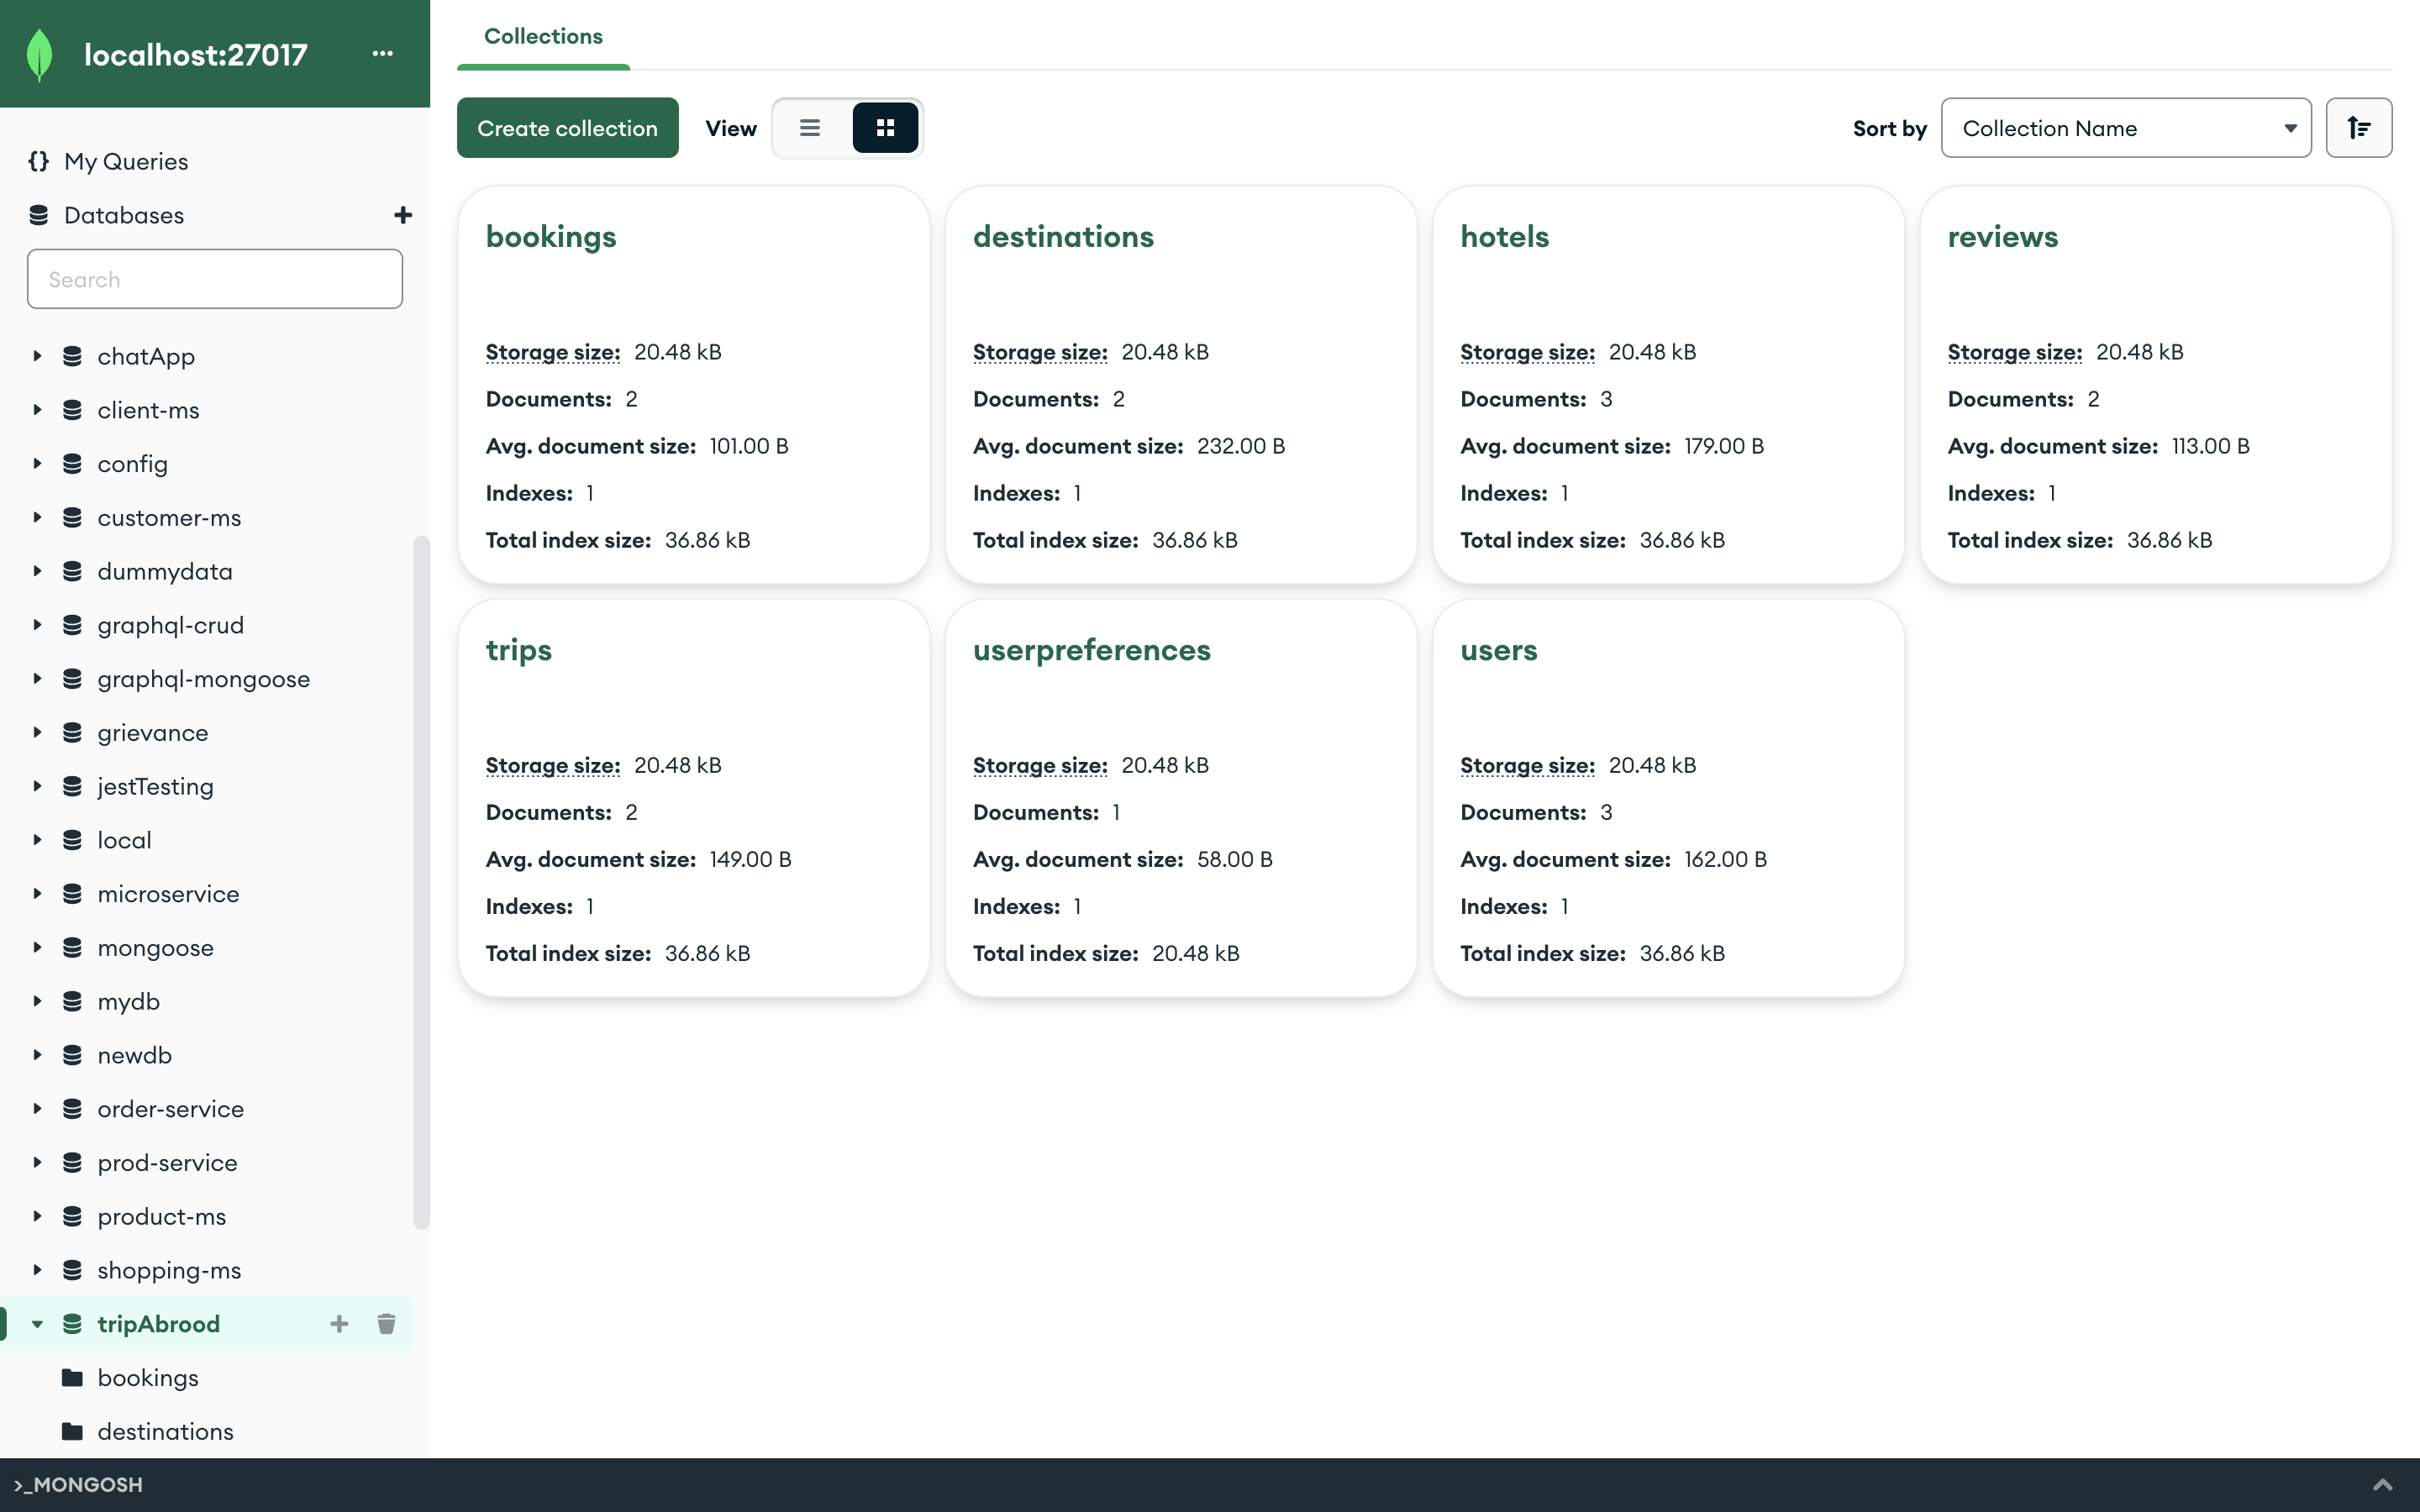 localhost:27017
My Queries
Databases
Search
chatApp
client-ms
config
customer-ms
dummydata
graphql-crud
graphql-mongoose
grievance
jestTesting
local
microservice
mongoose
mydb
newdb
order-service
prod-service
product-ms
shopping-ms
tripAbrood
bookings
destinations
Collections
Create collection View Sort by Collection Name
bookings
Storage size: 20.48 kB
Documents: 2
Avg. document size: 101.00 B
Indexes: 1
Total index size: 36.86 kB
destinations
Storage size: 20.48 kB
Documents: 2
Avg. document size: 232.00 B
Indexes: 1
Total index size: 36.86 kB
hotels
Storage size: 20.48 kB
Documents: 3
Avg. document size: 179.00 B
Indexes: 1
Total index size: 36.86 kB
reviews
Storage size: 20.48 kB
Documents: 2
Avg. document size: 113.00 B
Indexes: 1
Total index size: 36.86 kB
trips
Storage size: 20.48 kB
Documents: 2
Avg. document size: 149.00 B
Indexes: 1
Total index size: 36.86 kB
userpreferences
Storage size: 20.48 kB
Documents: 1
Avg. document size: 58.00 B
Indexes: 1
Total index size: 20.48 kB
users
Storage size: 20.48 kB
Documents: 3
Avg. document size: 162.00 B
Indexes: 1
Total index size: 36.86 kB
>_MONGOSH